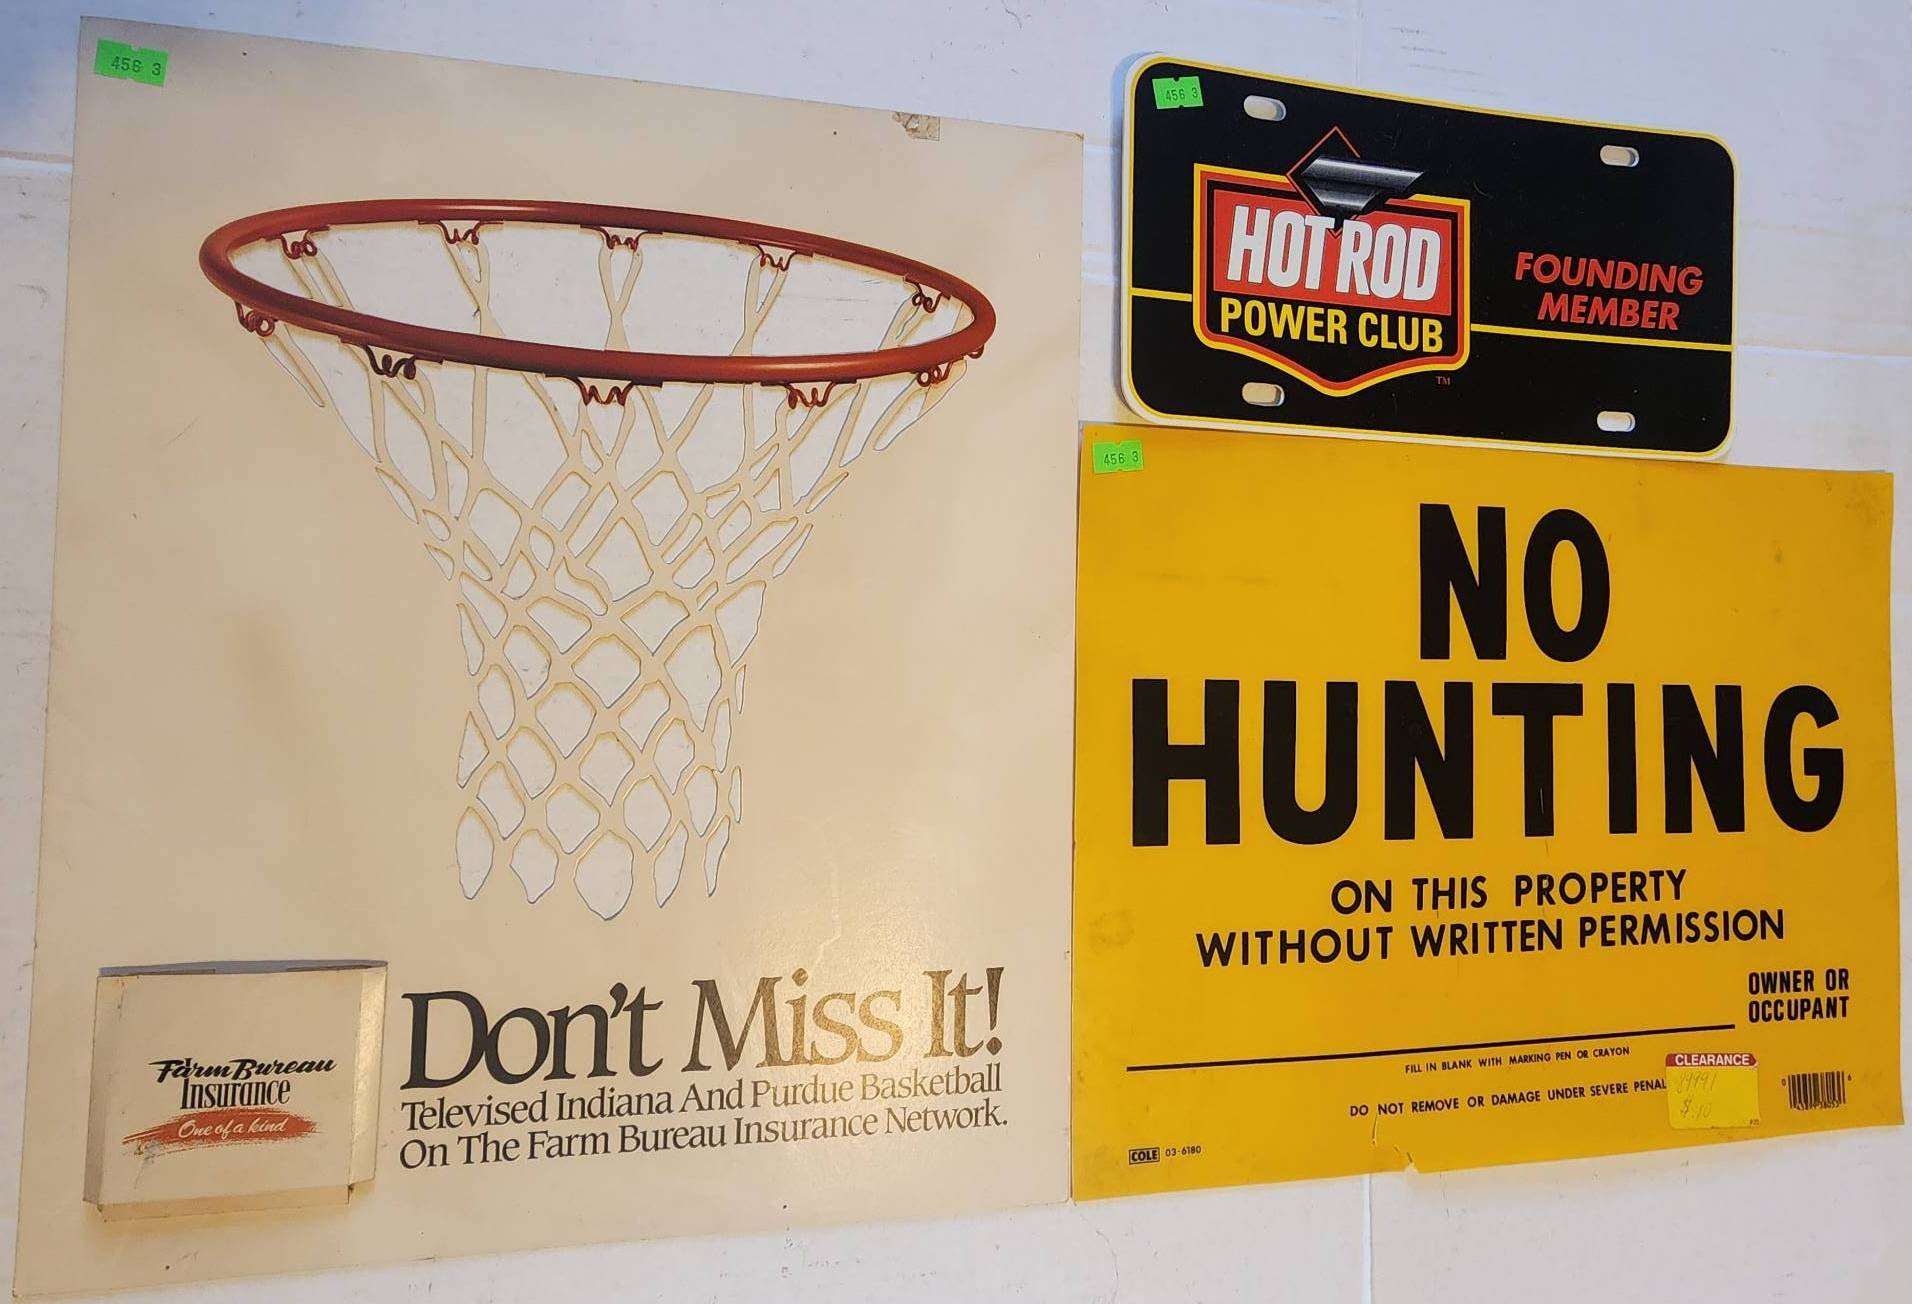 456 3
Farm Bureau
Insurance
One of a kind
Don't Miss It!
Televised Indiana And Purdue Basketball
On The Farm Bureau Insurance Network.
456 3
HOT ROD
POWER CLUB
TM
FOUNDING
MEMBER
456 3
NO
HUNTING
ON THIS PROPERTY
WITHOUT WRITTEN PERMISSION
OWNER OR
OCCUPANT
FILL IN BLANK WITH MARKING PEN OR CRAYON
DO NOT REMOVE OR DAMAGE UNDER SEVERE PENAL
CLEARANCE
$.10
COLE 03-6180